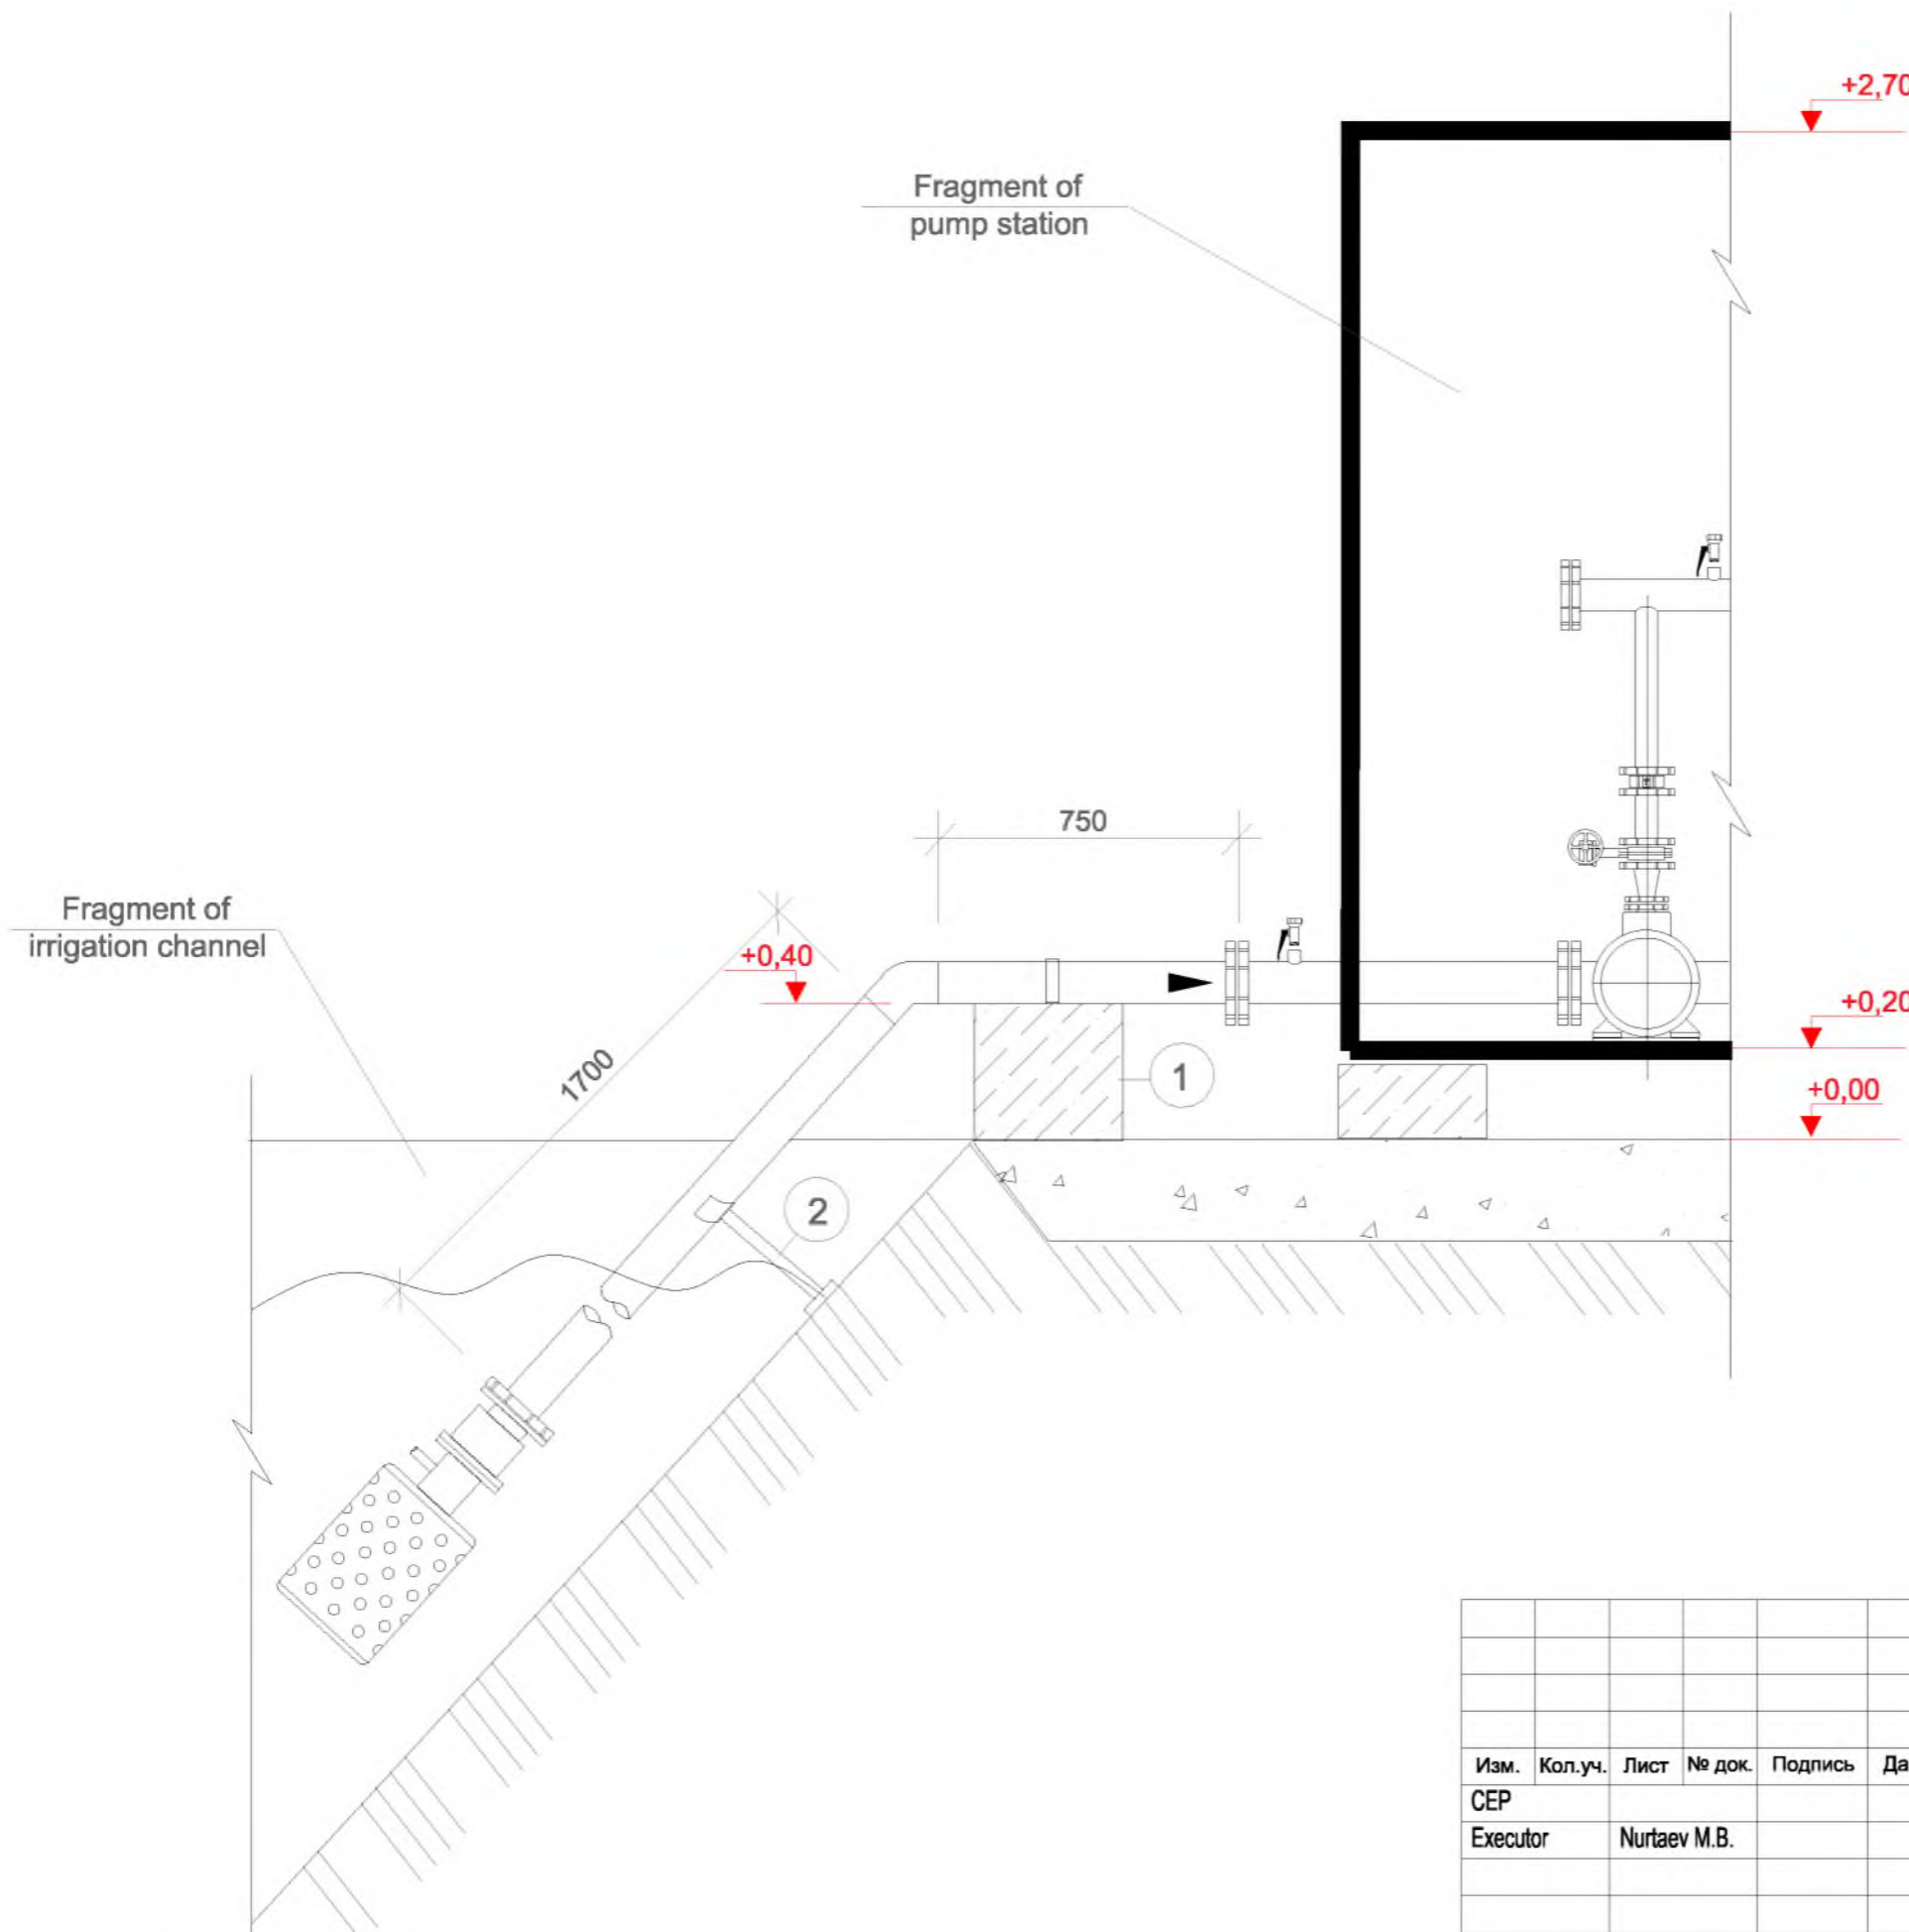 +2,70
Fragment of
pump station
750
Fragment of
irrigation channel
+0,40
+0,20
1700
1
+0,00
2
Изм. Кол.уч. Лист № док. Подпись Да
CEP
Executor Nurtaev M.B.